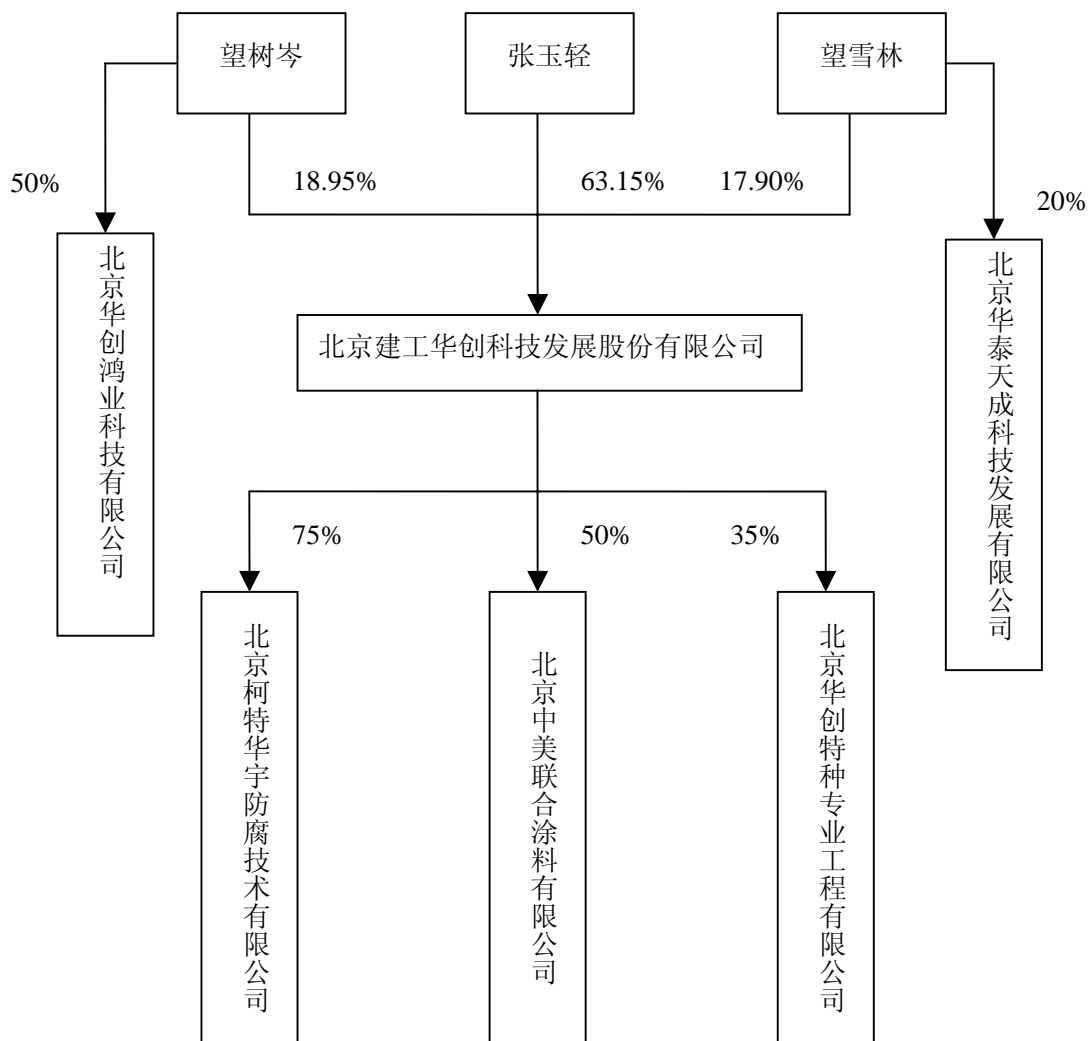 望树岑
张玉轻
望雪林
50%
18.95%
63.15%
17.90%
20%
北京华创鸿业科技有限公司
北京建工华创科技发展股份有限公司
北京华泰天成科技发展有限公司
75%
50%
35%
北京柯特华宇防腐技术有限公司
北京中美联合涂料有限公司
北京华创特种专业工程有限公司